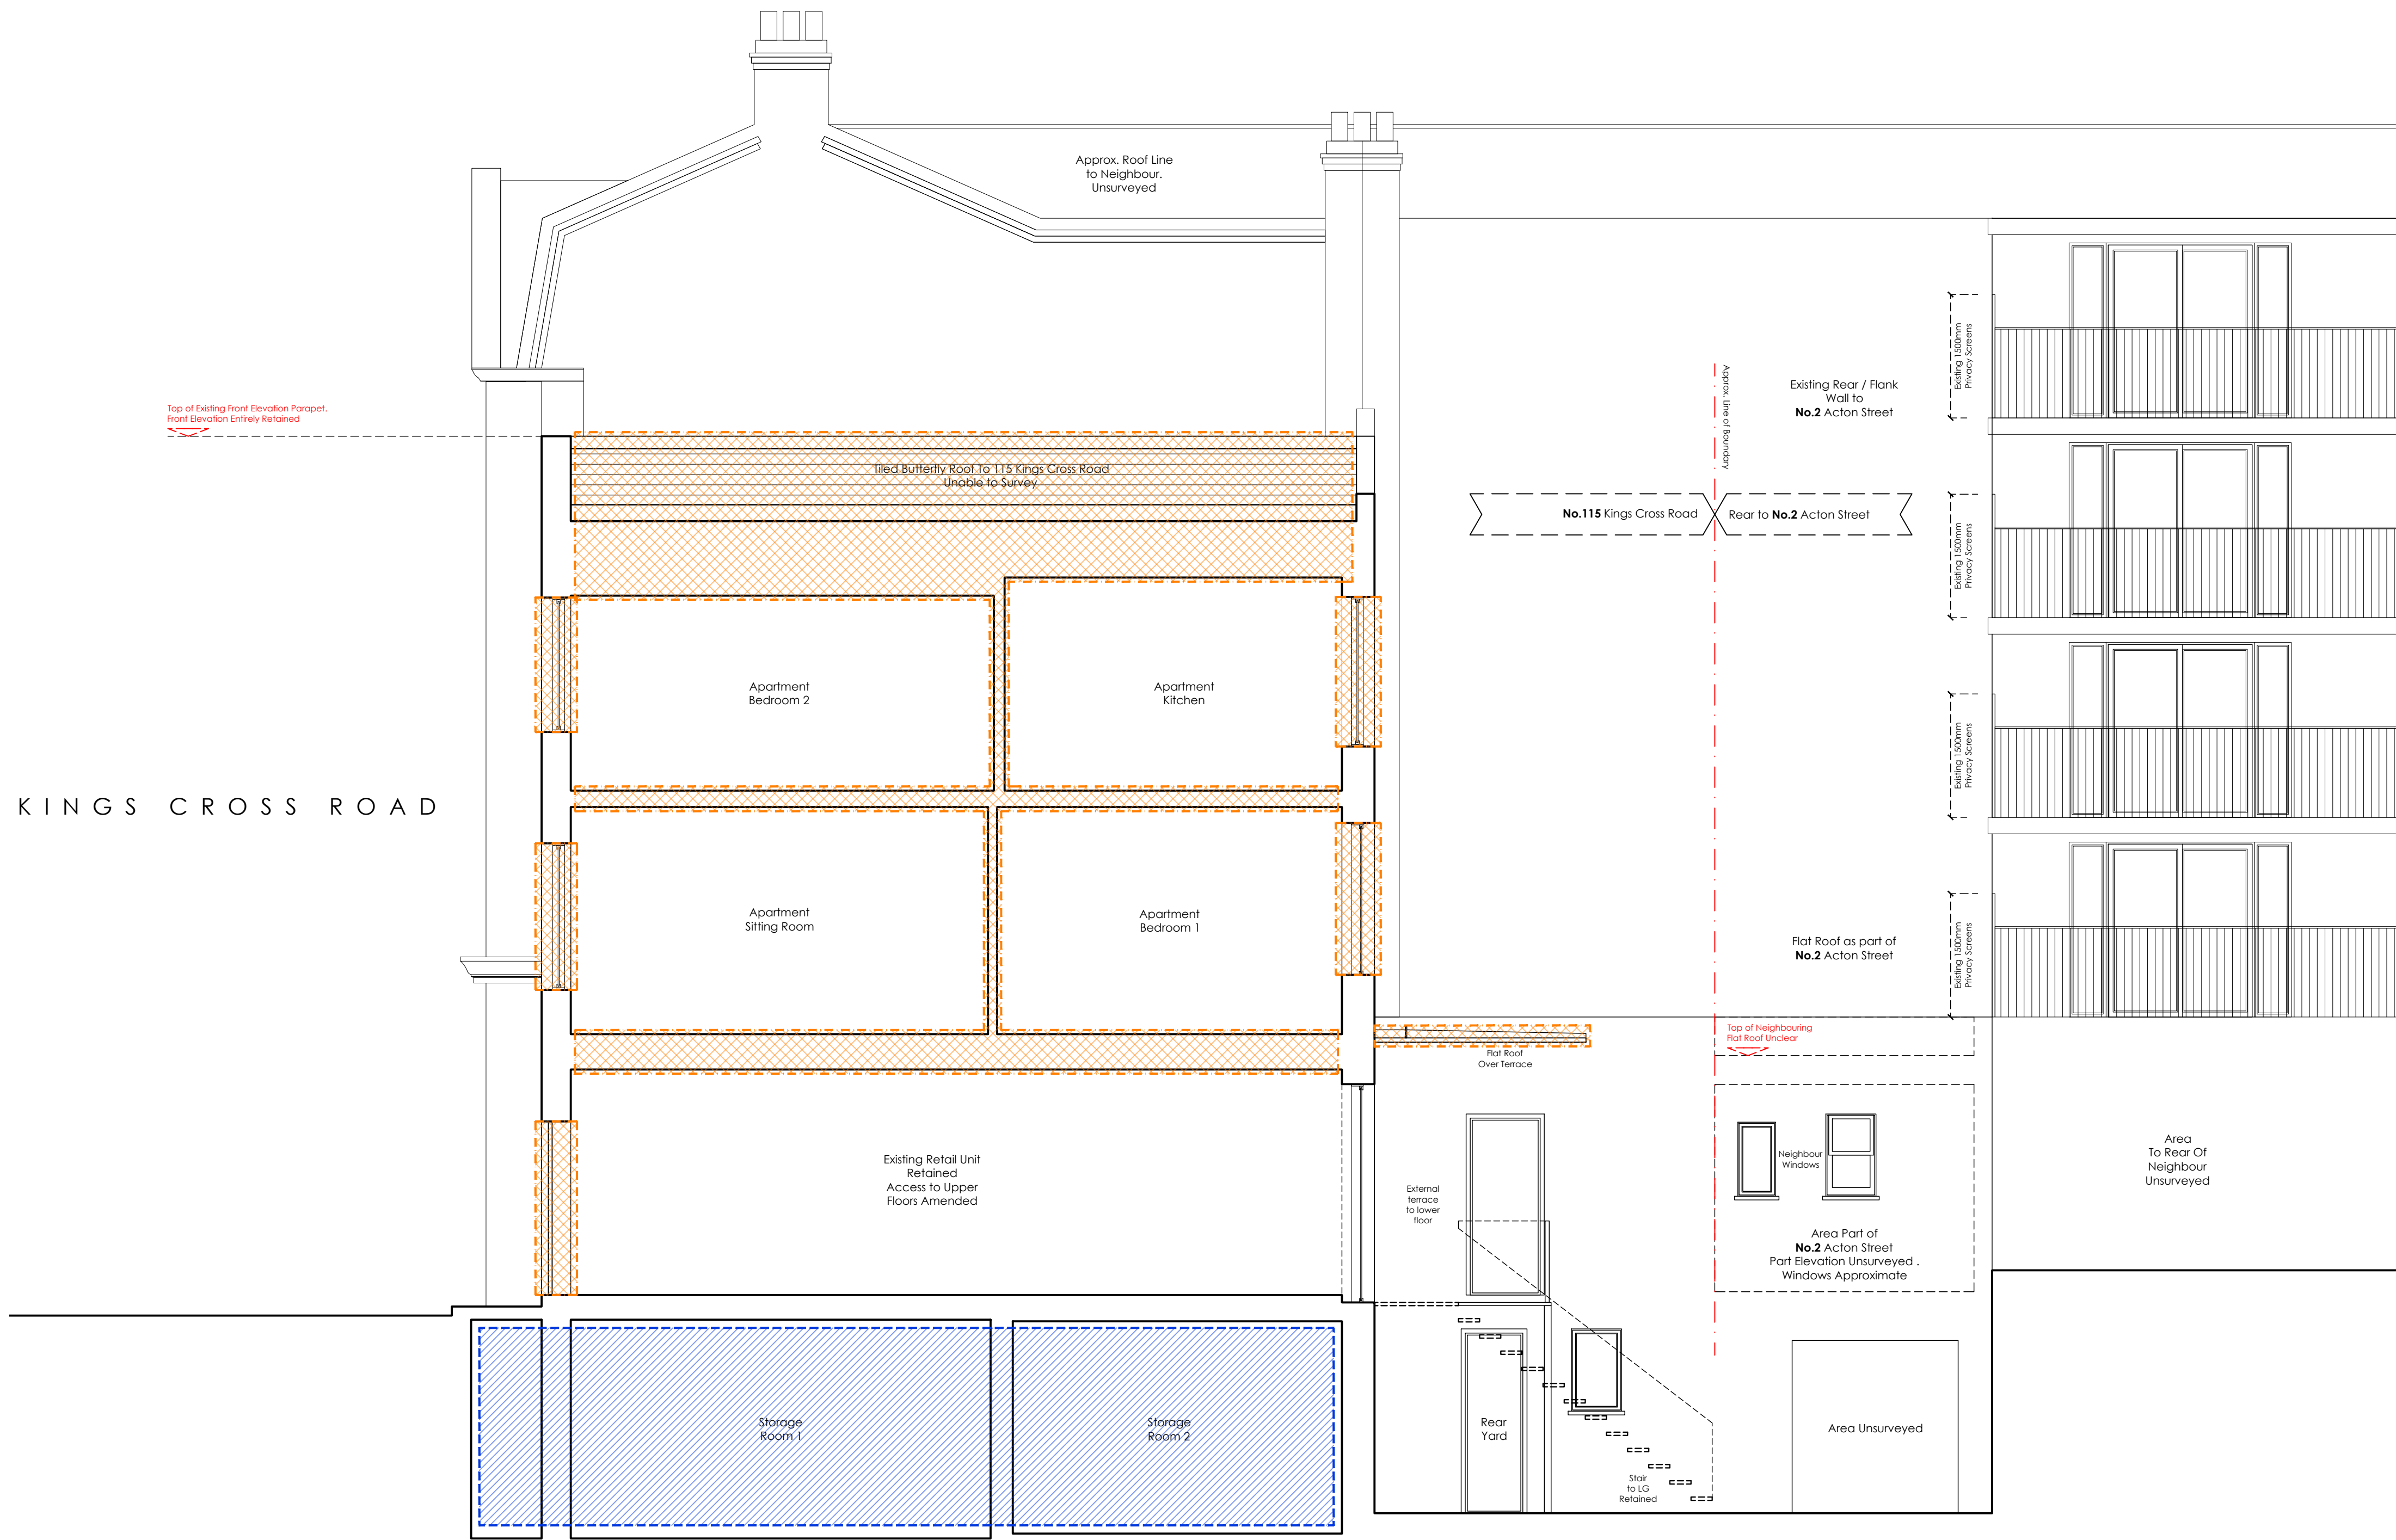 Approx. Roof Line
to Neighbour.
Unsurveyed
Top of Existing Front Elevation Parapet.
Front Elevation Entirely Retained
Tiled Butterfly Roof To 115 Kings Cross Road
Unable to Survey
Approx. Line of Boundary
Existing Rear / Flank
Wall to
No.2 Acton Street
Existing 1500mm
Privacy Screens
No.115 Kings Cross Road
Rear to No.2 Acton Street
Existing 1500mm
Privacy Screens
Apartment
Bedroom 2
Apartment
Kitchen
Existing 1500mm
Privacy Screens
KINGS CROSS ROAD
Apartment
Sitting Room
Apartment
Bedroom 1
Flat Roof as part of
No.2 Acton Street
Existing 1500mm
Privacy Screens
Top of Neighbouring
Flat Roof Unclear
Flat Roof
Over Terrace
Existing Retail Unit
Retained
Access to Upper
Floors Amended
External
terrace
to lower
floor
Neighbour
Windows
Area
To Rear Of
Neighbour
Unsurveyed
Area Part of
No.2 Acton Street
Part Elevation Unsurveyed .
Windows Approximate
Storage
Room 1
Storage
Room 2
Rear
Yard
Stair
to LG
Retained
Area Unsurveyed